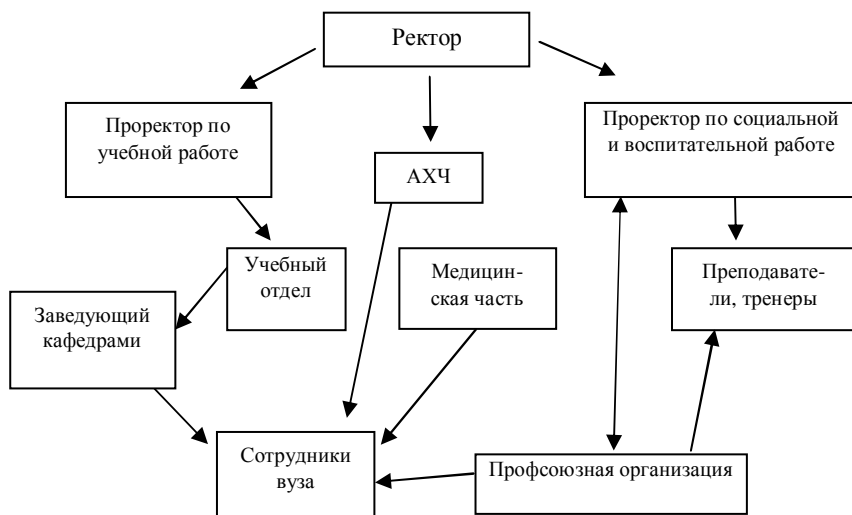 Ректор
Проректор по
учебной работе
Проректор по социальной
и воспитательной работе
АХЧ
Учебный
отдел
Медицин-
ская часть
Преподавате-
ли, тренеры
Заведующий
кафедрами
Сотрудники
вуза
Профсоюзная организация